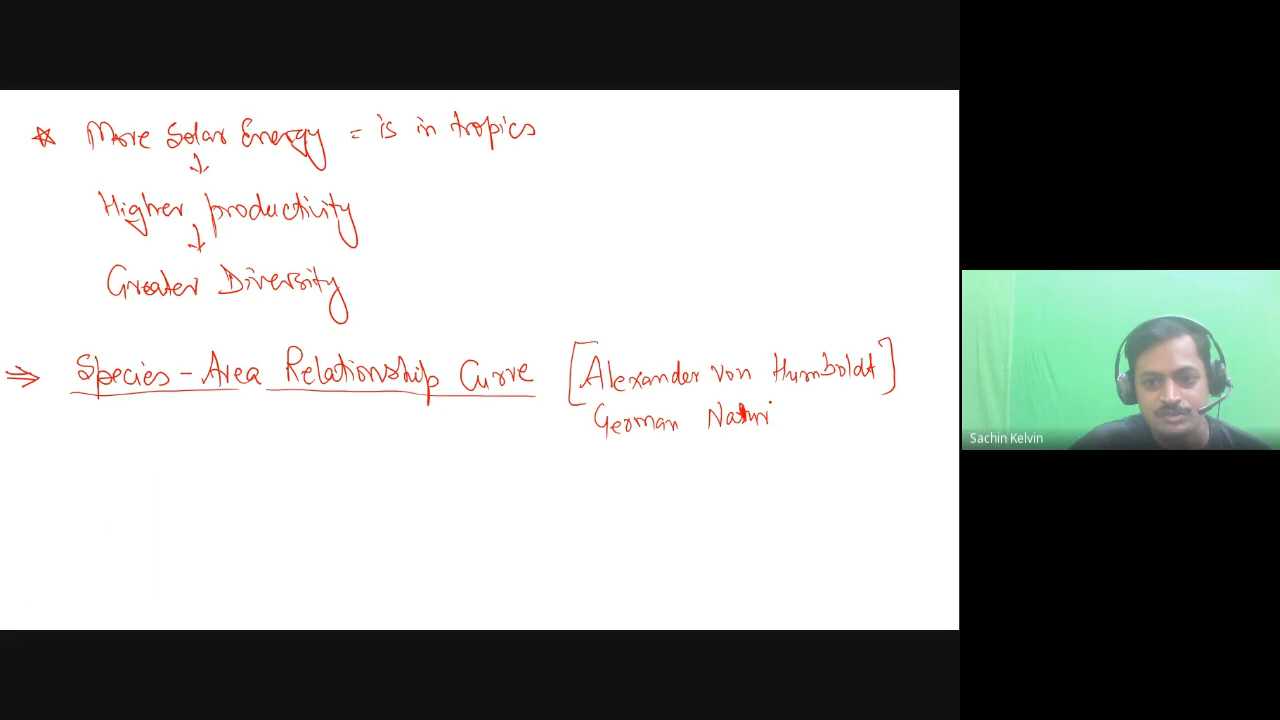 ☆ More Solar Energy = is in tropics
↓
Higher productivity
↓
Greater Diversity
⇒ Species - Area Relationship Curve [Alexander von Humboldt]
German Naturi
Sachin Kelvin